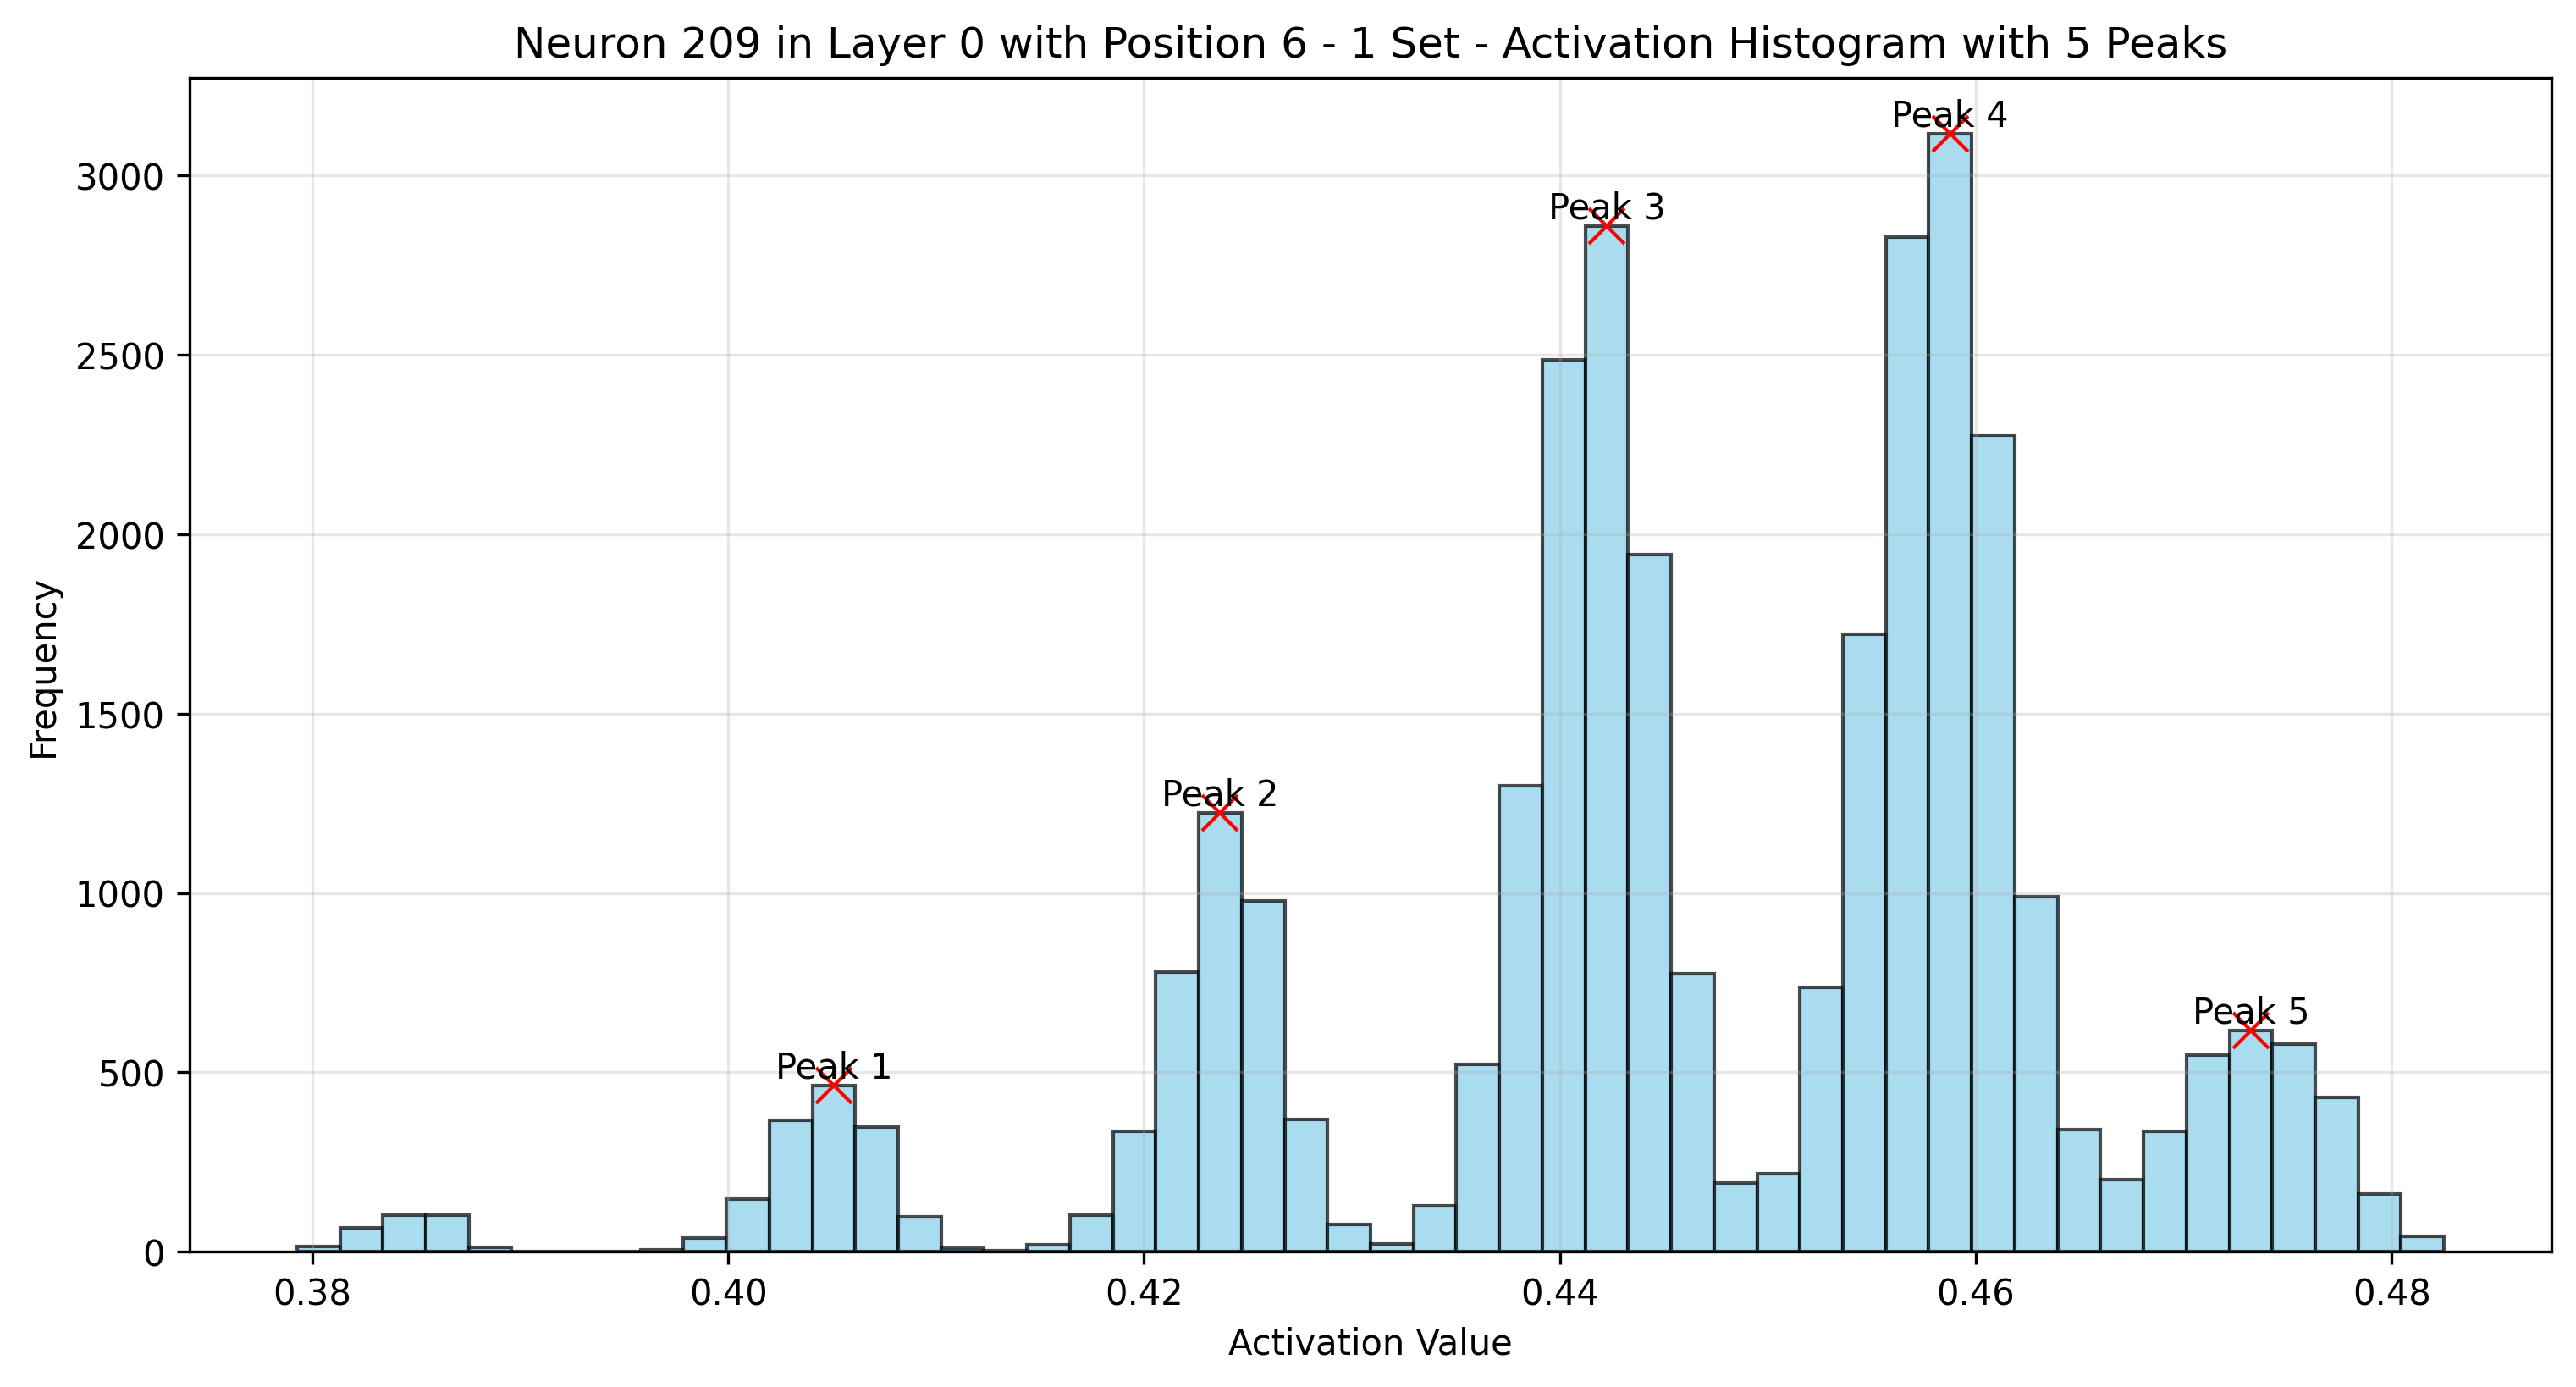 Neuron 209 in Layer 0 with Position 6 - 1 Set - Activation Histogram with 5 Peaks
Peak 4
Peak 3
Peak 2
Peak 5
Peak 1
3000
2500
2000
1500
1000
500
0
Frequency
0.38 0.40 0.42 0.44 0.46 0.48
Activation Value